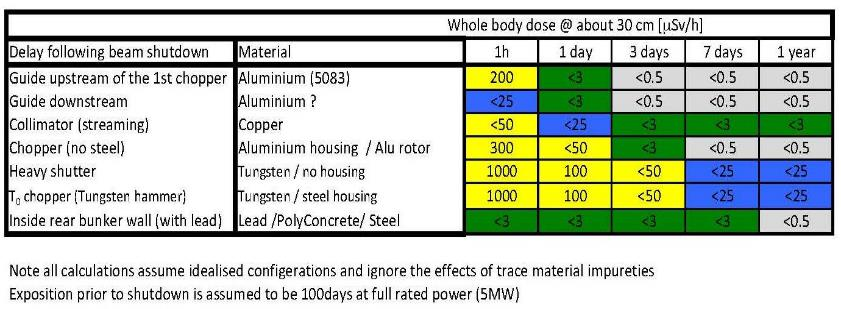 Whole body dose @ about 30 cm [μSv/h]
Delay following beam shutdown Material 1h 1 day 3 days 7 days 1 year
Guide upstream of the 1st chopper Aluminium (5083) 200 <3 <0.5 <0.5 <0.5
Guide downstream Aluminium ? <25 <3 <0.5 <0.5 <0.5
Collimator (streaming) Copper <50 <25 <3 <3 <3
Chopper (no steel) Aluminium housing / Alu rotor 300 <50 <3 <0.5 <0.5
Heavy shutter Tungsten / no housing 1000 100 <50 <25 <25
T₀ chopper (Tungsten hammer) Tungsten / steel housing 1000 100 <50 <25 <25
Inside rear bunker wall (with lead) Lead /PolyConcrete/ Steel <3 <3 <3 <3 <0.5
Note all calculations assume idealised configerations and ignore the effects of trace material impureties
Exposition prior to shutdown is assumed to be 100days at full rated power (5MW)